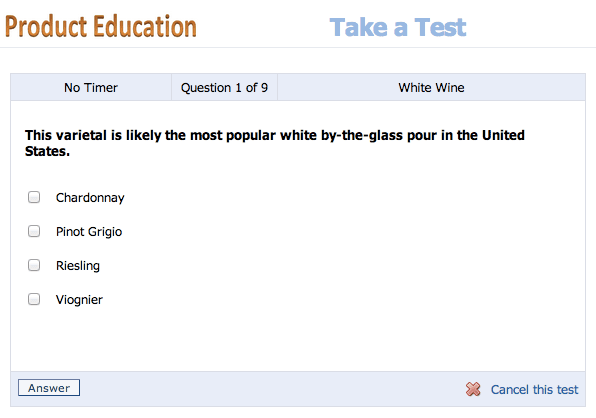 Product Education
Take a Test
No Timer
Question 1 of 9
White Wine
This varietal is likely the most popular white by-the-glass pour in the United
States.
Chardonnay
Pinot Grigio
Riesling
Viognier
Answer
Cancel this test